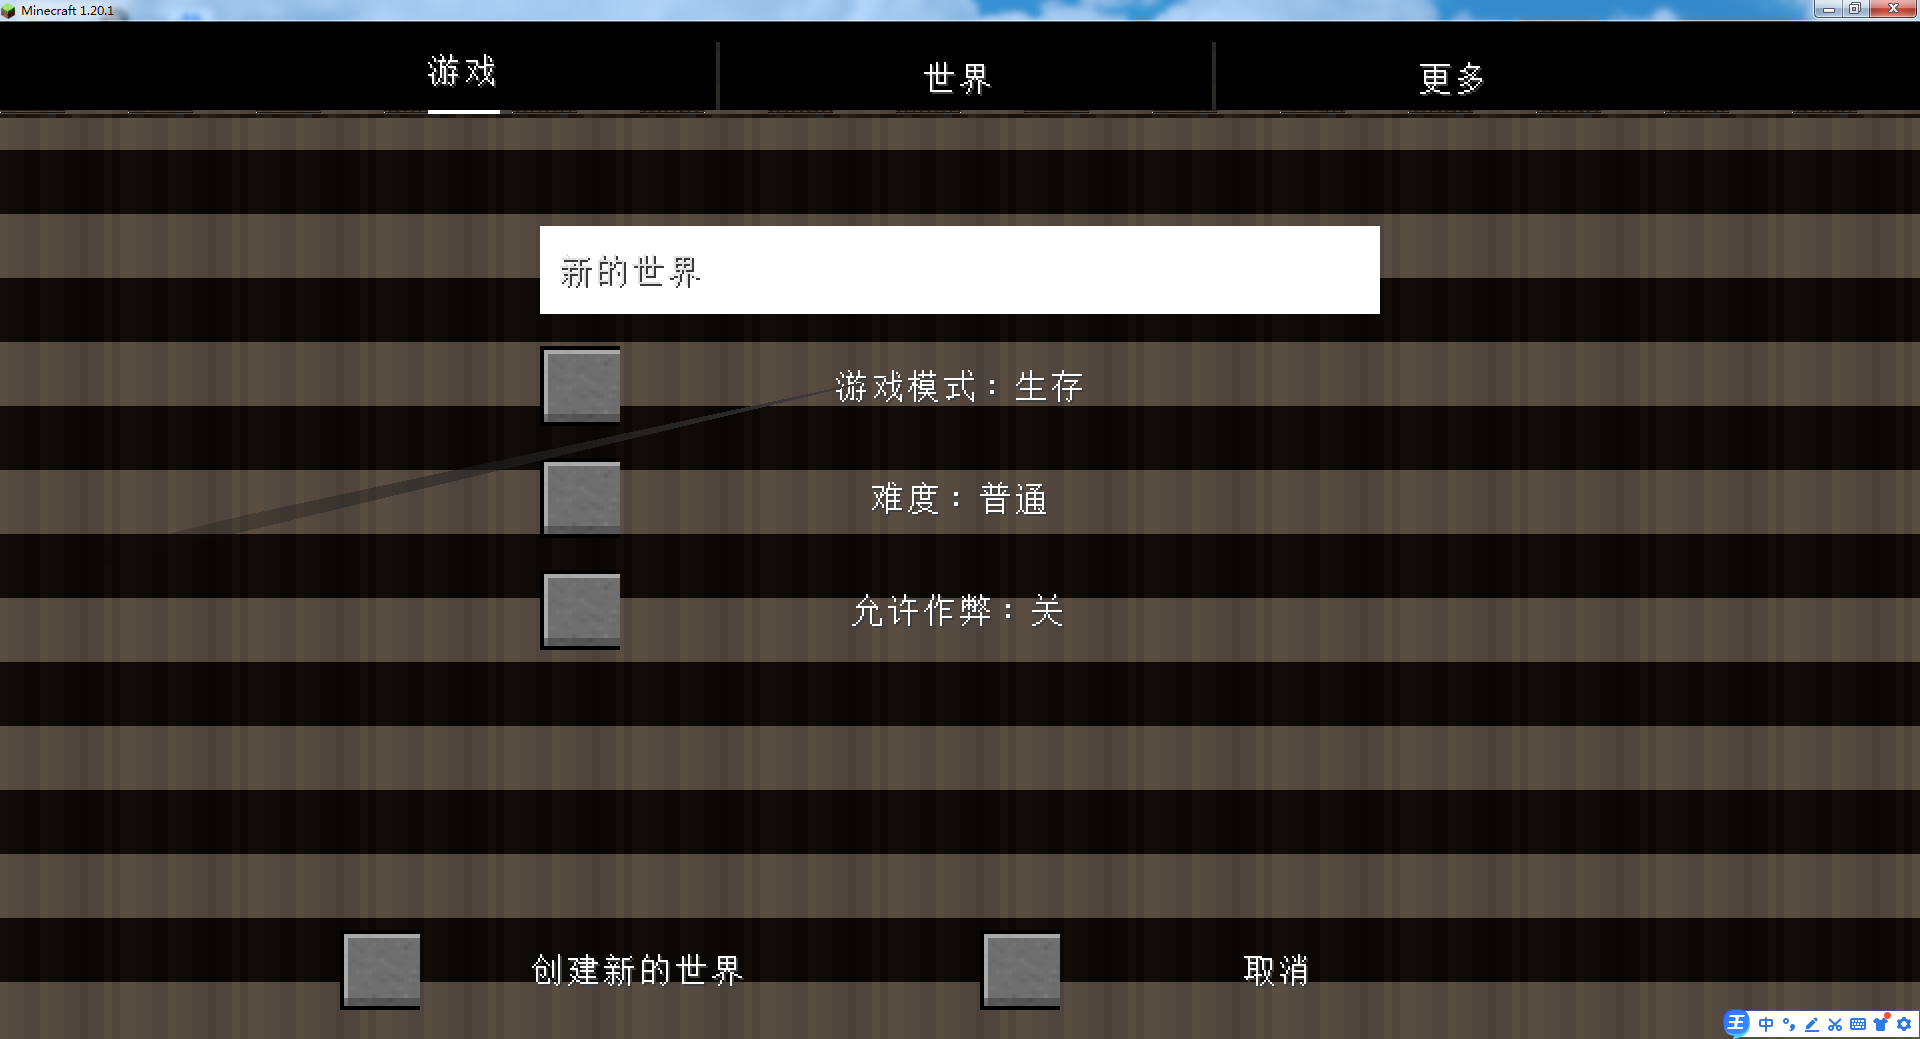 Minecraft 1.20.1
游戏
世界
更多
新的世界
游戏模式：生存
难度：普通
允许作弊：关
创建新的世界
取消
王 中